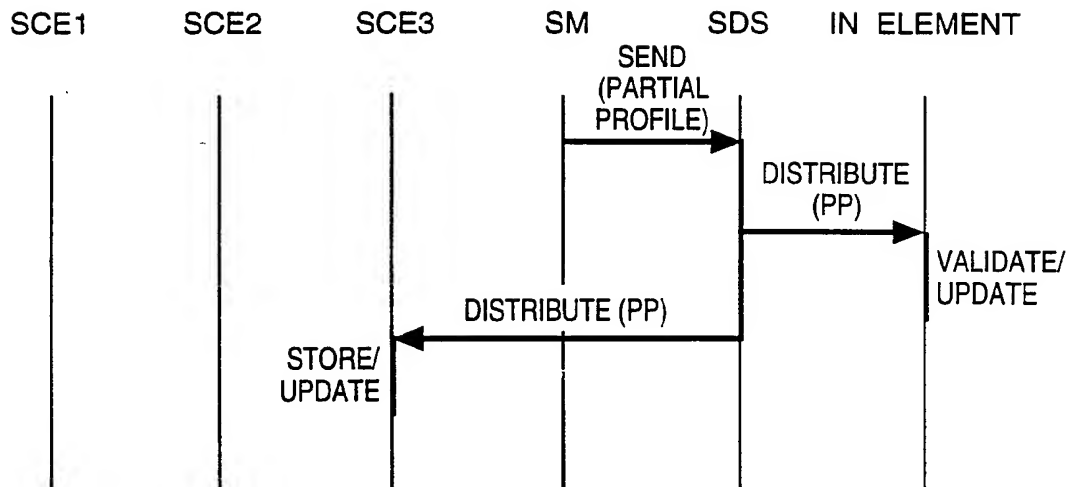 SCE1 SCE2 SCE3 SM SDS IN ELEMENT
SEND
(PARTIAL
PROFILE)
DISTRIBUTE
(PP)
VALIDATE/
UPDATE
DISTRIBUTE (PP)
STORE/
UPDATE